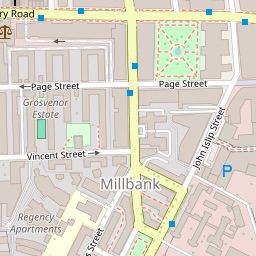 ry Road
Page Street
Page Street
Grosvenor
Estate
John Islip Street
Vincent Street
P
Millbank
Regency
Apartments
s Street